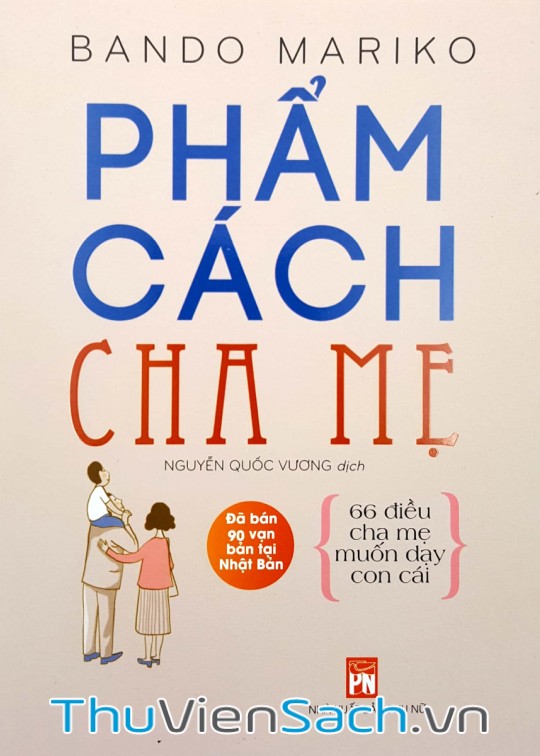 BANDO MARIKO
PHẨM
CÁCH
CHA MẸ
NGUYỄN QUỐC VƯƠNG dịch
Đã bán
90 vạn
bản tại
Nhật Bản
66 điều
cha mẹ
muốn dạy
con cái
PN
ThuVienSach.vn